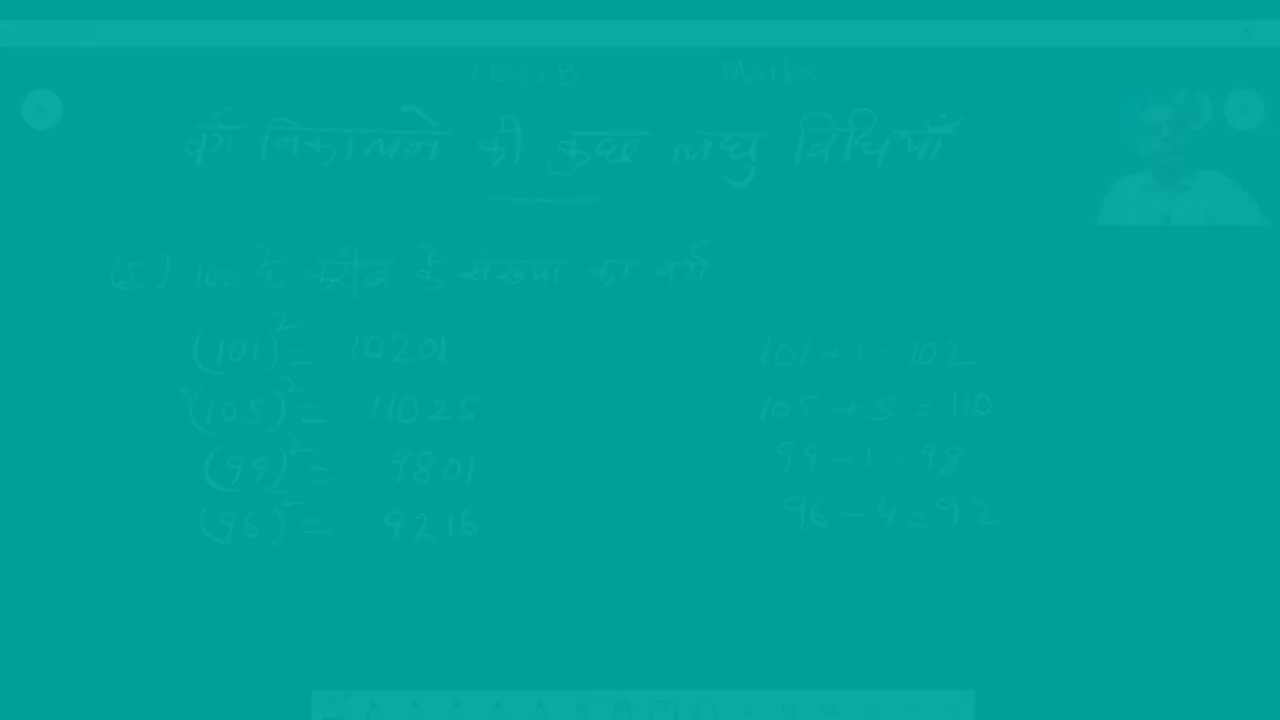 Class 8 Maths
वर्ग निकालने की कुछ लघु विधियाँ
(ड़) 100 के करीब के संख्या का वर्ग
(101)² = 10201 101 + 1 = 102
(105)² = 11025 105 + 5 = 110
(99)² = 9801 99 - 1 = 98
(96)² = 9216 96 - 4 = 92